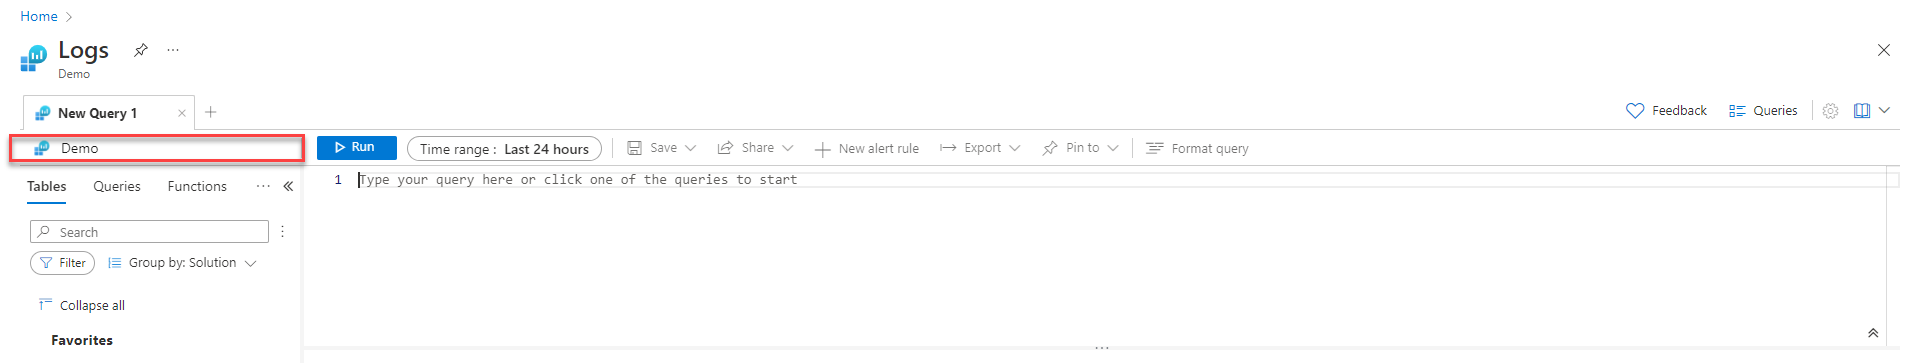 Home
Logs
Demo
New Query 1
Feedback
Queries
Demo
Run
Time range : Last 24 hours
Save
Share
New alert rule
Export
Pin to
Format query
Tables
Queries
Functions
1
Type your query here or click one of the queries to start
Search
Filter
Group by: Solution
Collapse all
Favorites